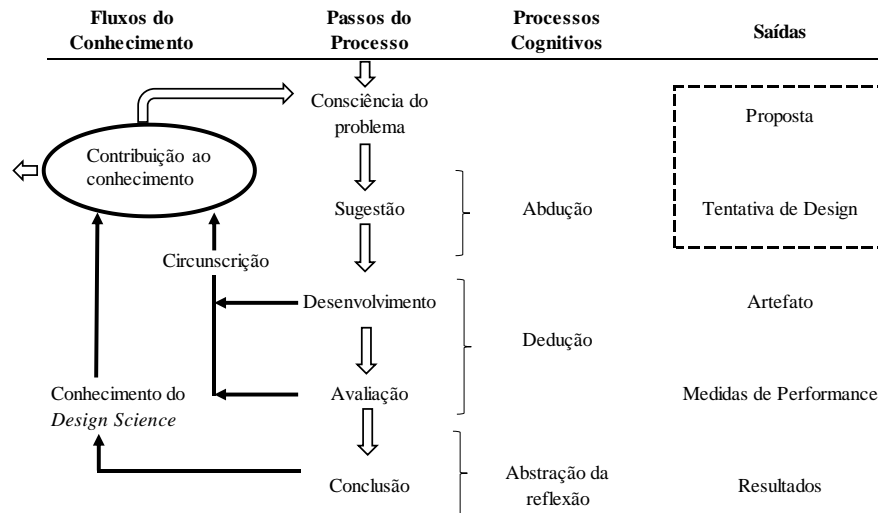 Fluxos do
Conhecimento
Passos do
Processo
Processos
Cognitivos
Saídas
Consciência do
problema
Proposta
Contribuição ao
conhecimento
Sugestão
Abdução
Tentativa de Design
Circunscrição
Desenvolvimento
Artefato
Dedução
Conhecimento do
Design Science
Avaliação
Medidas de Performance
Conclusão
Abstração da
reflexão
Resultados